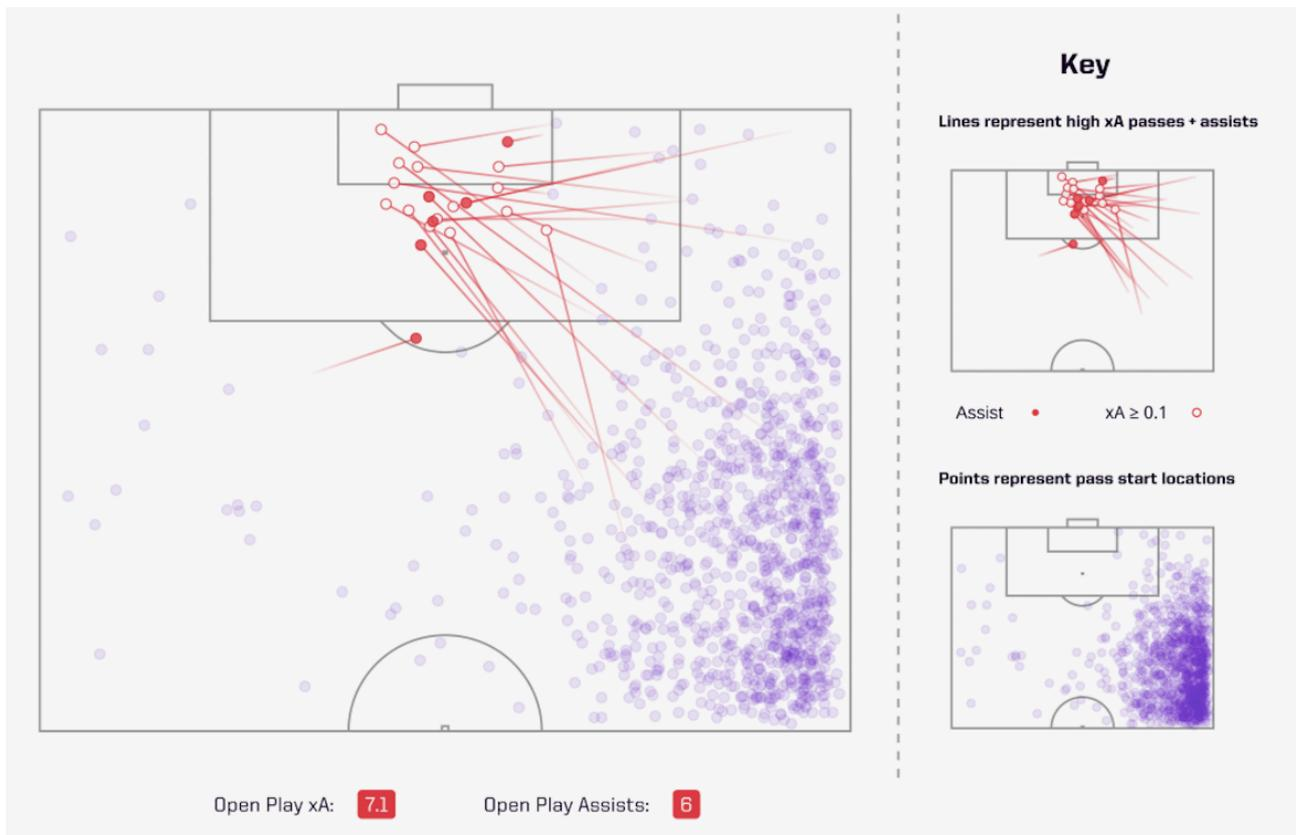 Key
Lines represent high xA passes + assists
Assist
xA ≥ 0.1
Points represent pass start locations
Open Play xA: 7.1
Open Play Assists: 6